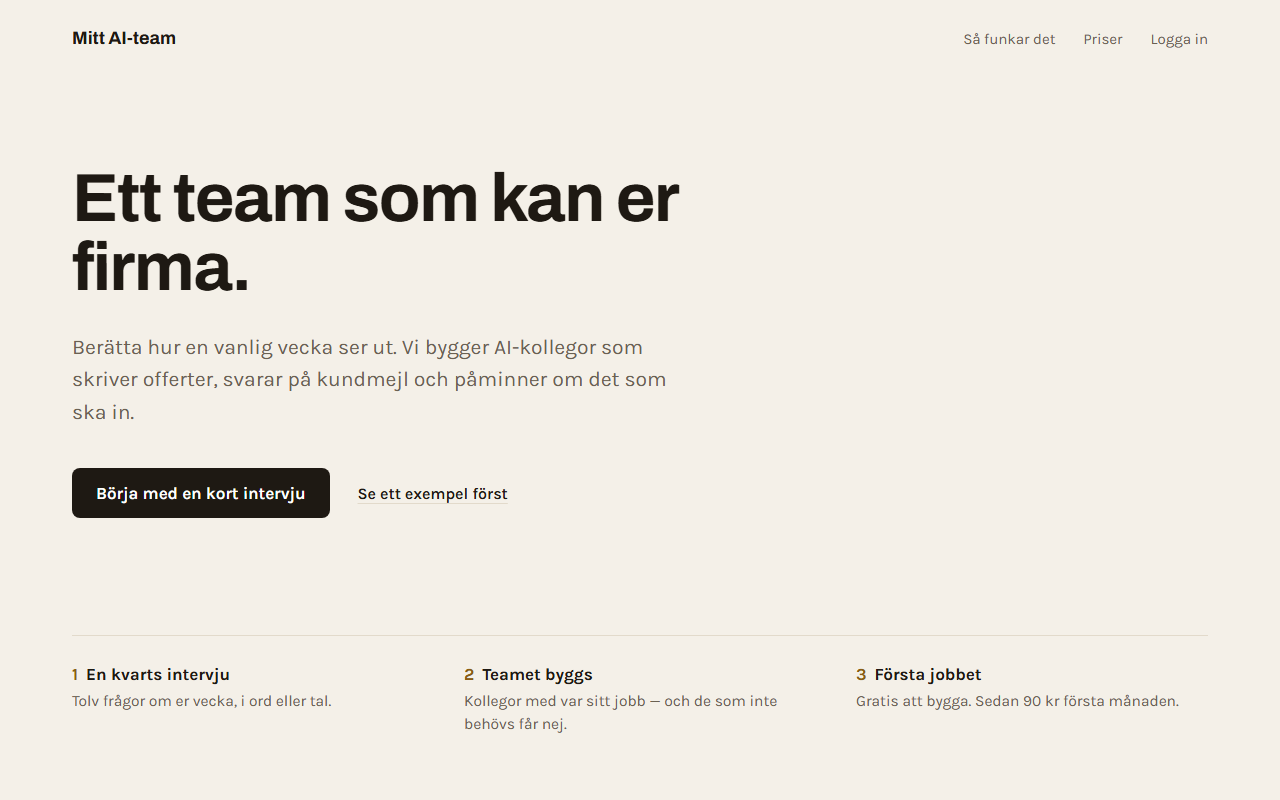 Mitt AI-team
Så funkar det
Priser
Logga in
Ett team som kan er
firma.
Berätta hur en vanlig vecka ser ut. Vi bygger AI-kollegor som
skriver offerter, svarar på kundmejl och påminner om det som
ska in.
Börja med en kort intervju
Se ett exempel först
1 En kvarts intervju
Tolv frågor om er vecka, i ord eller tal.
2 Teamet byggs
Kollegor med var sitt jobb — och de som inte
behövs får nej.
3 Första jobbet
Gratis att bygga. Sedan 90 kr första månaden.